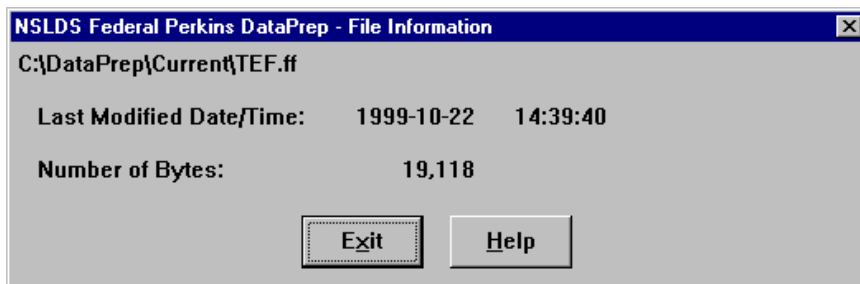 NSLDS Federal Perkins DataPrep - File Information
C:\DataPrep\Current\TEF.ff
Last Modified Date/Time: 1999-10-22 14:39:40
Number of Bytes: 19,118
Exit Help